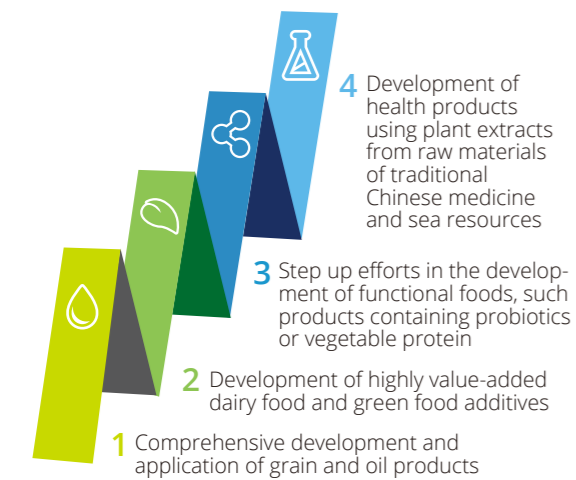 4 Development of
health products
using plant extracts
from raw materials
of traditional
Chinese medicine
and sea resources
3 Step up efforts in the develop-
ment of functional foods, such
products containing probiotics
or vegetable protein
2 Development of highly value-added
dairy food and green food additives
1 Comprehensive development and
application of grain and oil products